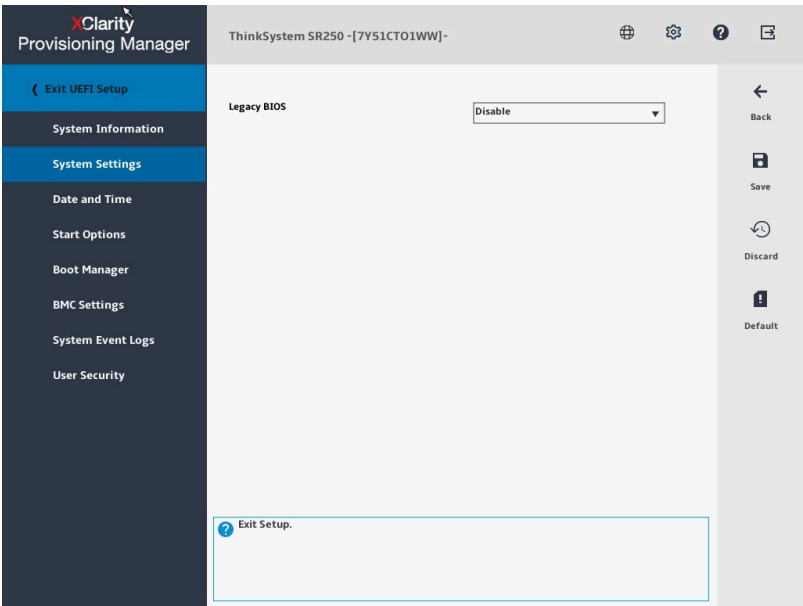 XClarity
Provisioning Manager
ThinkSystem SR250 -[7Y51CTO1WW]-
Exit UEFI Setup
System Information
System Settings
Date and Time
Start Options
Boot Manager
BMC Settings
System Event Logs
User Security
Legacy BIOS
Disable
Back
Save
Discard
Default
Exit Setup.